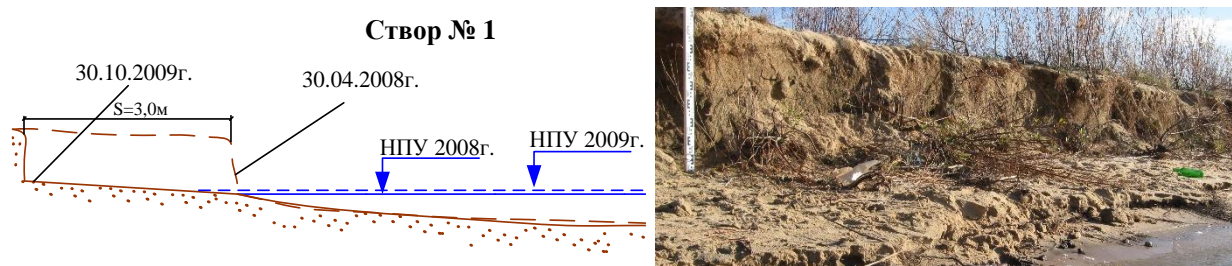 Створ № 1
30.10.2009г.
30.04.2008г.
S=3,0м
НПУ 2008г.
НПУ 2009г.